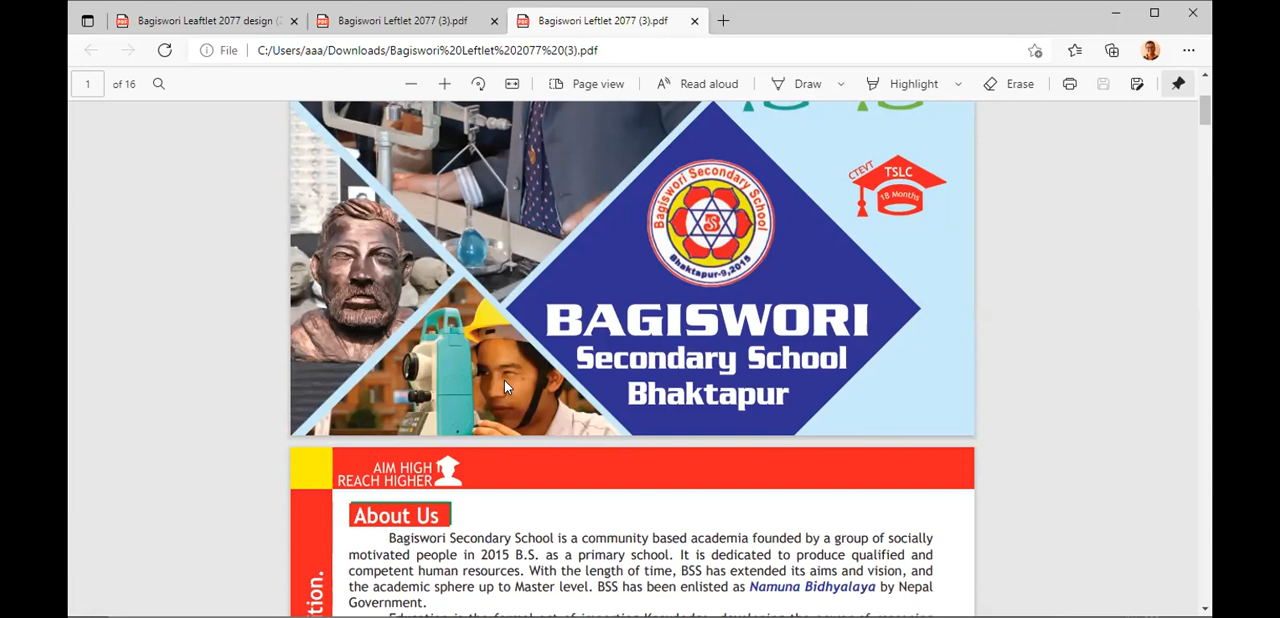 Bagiswori Leaftlet 2077 design (
Bagiswori Leftlet 2077 (3).pdf
Bagiswori Leftlet 2077 (3).pdf
File
C:/Users/aaa/Downloads/Bagiswori%20Leftlet%202077%20(3).pdf
1 of 16
Page view
Read aloud
Draw
Highlight
Erase
CTEVT
TSLC
18 Months
Bagiswori Secondary School
Bhaktapur-9,2015
BAGISWORI
Secondary School
Bhaktapur
AIM HIGH
REACH HIGHER
About Us
Bagiswori Secondary School is a community based academia founded by a group of socially
motivated people in 2015 B.S. as a primary school. It is dedicated to produce qualified and
competent human resources. With the length of time, BSS has extended its aims and vision, and
the academic sphere up to Master level. BSS has been enlisted as Namuna Bidhyalaya by Nepal
Government.
tion.